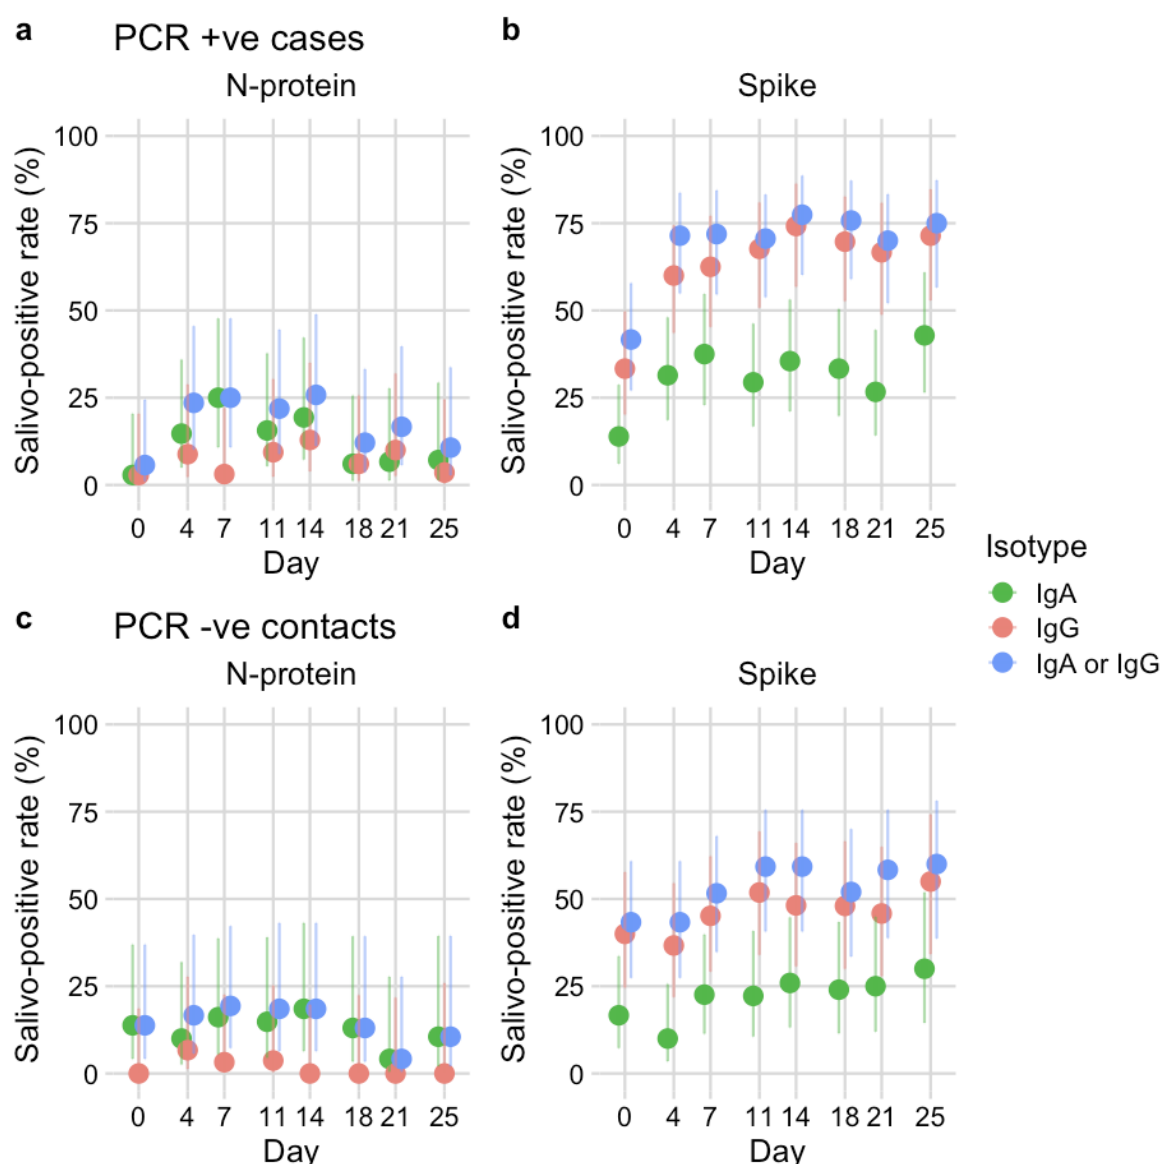 a PCR +ve cases
N-protein
Salivo-positive rate (%)
100
75
50
25
0
0 4 7 11 14 18 21 25
Day
b
Spike
Salivo-positive rate (%)
100
75
50
25
0
0 4 7 11 14 18 21 25
Day
c PCR -ve contacts
N-protein
Salivo-positive rate (%)
100
75
50
25
0
0 4 7 11 14 18 21 25
Day
d
Spike
Salivo-positive rate (%)
100
75
50
25
0
0 4 7 11 14 18 21 25
Day
Isotype
IgA
IgG
IgA or IgG